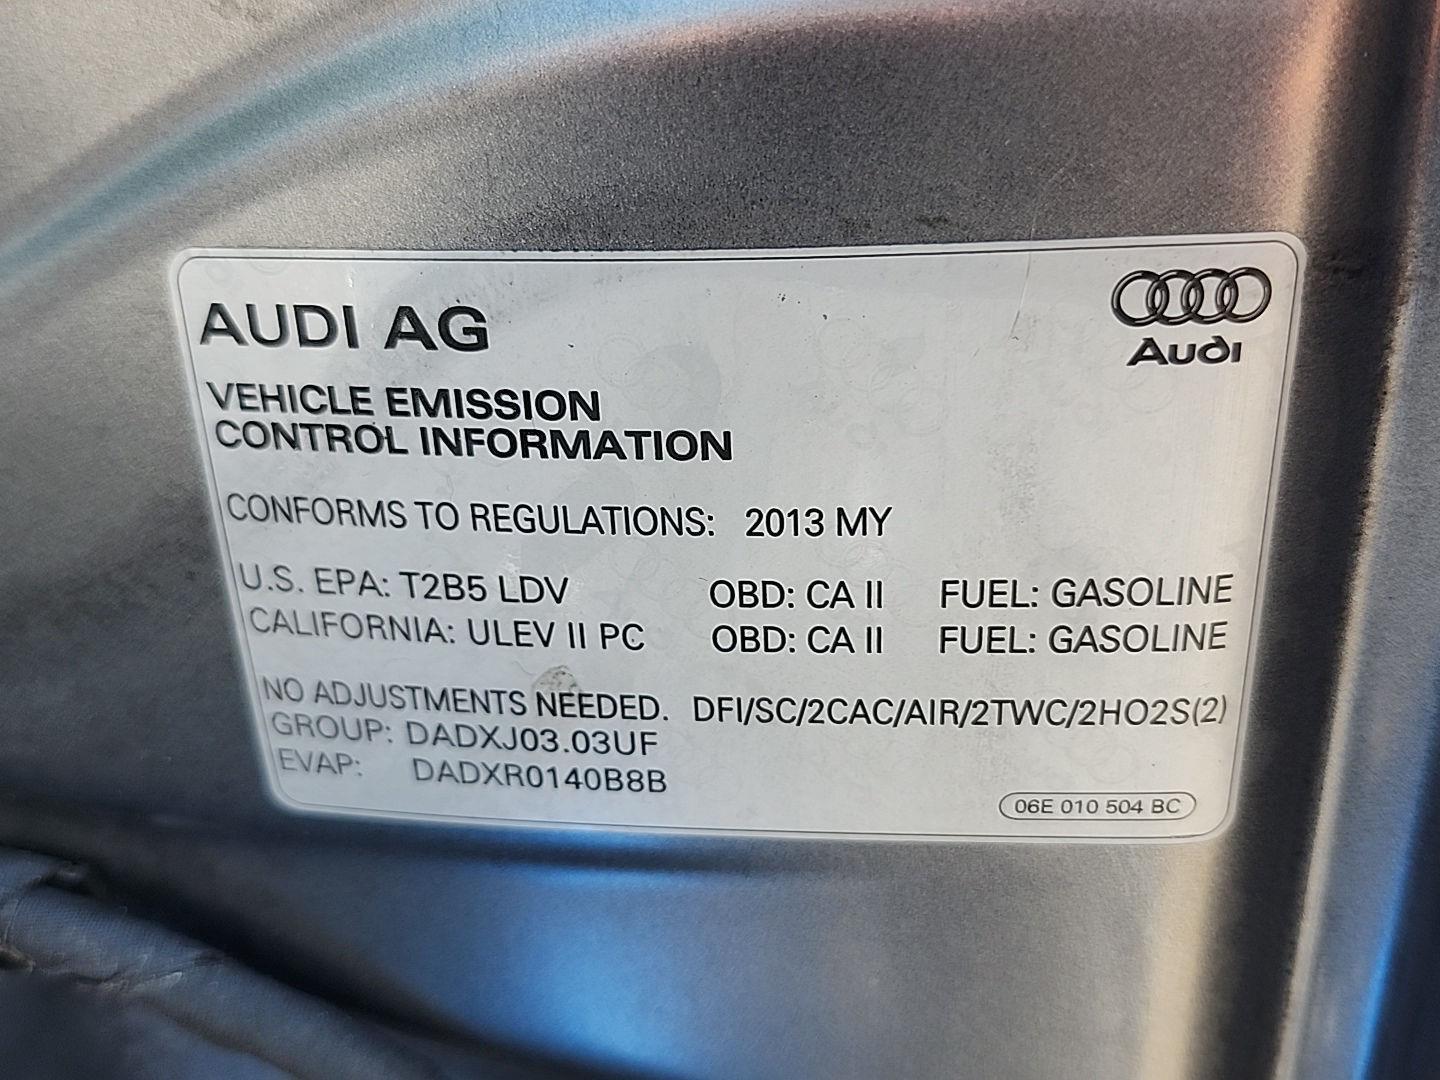 AUDI AG
Audi
VEHICLE EMISSION
CONTROL INFORMATION
CONFORMS TO REGULATIONS: 2013 MY
U.S. EPA: T2B5 LDV OBD: CA II FUEL: GASOLINE
CALIFORNIA: ULEV II PC OBD: CA II FUEL: GASOLINE
NO ADJUSTMENTS NEEDED. DFI/SC/2CAC/AIR/2TWC/2HO2S(2)
GROUP: DADXJ03.03UF
EVAP: DADXR0140B8B
06E 010 504 BC